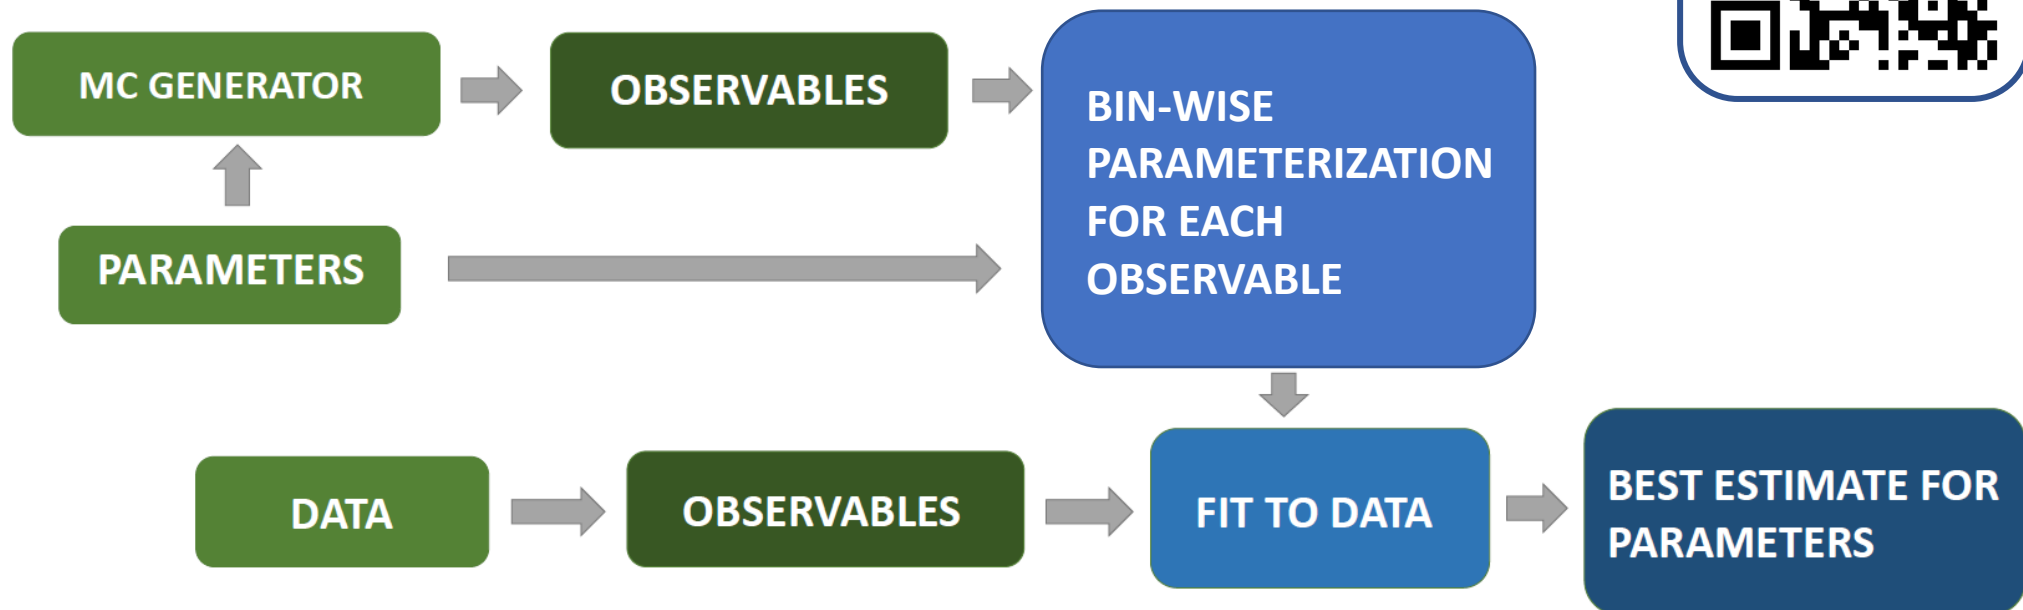 MC GENERATOR
OBSERVABLES
BIN-WISE
PARAMETERIZATION
FOR EACH
OBSERVABLE
PARAMETERS
DATA
OBSERVABLES
FIT TO DATA
BEST ESTIMATE FOR
PARAMETERS